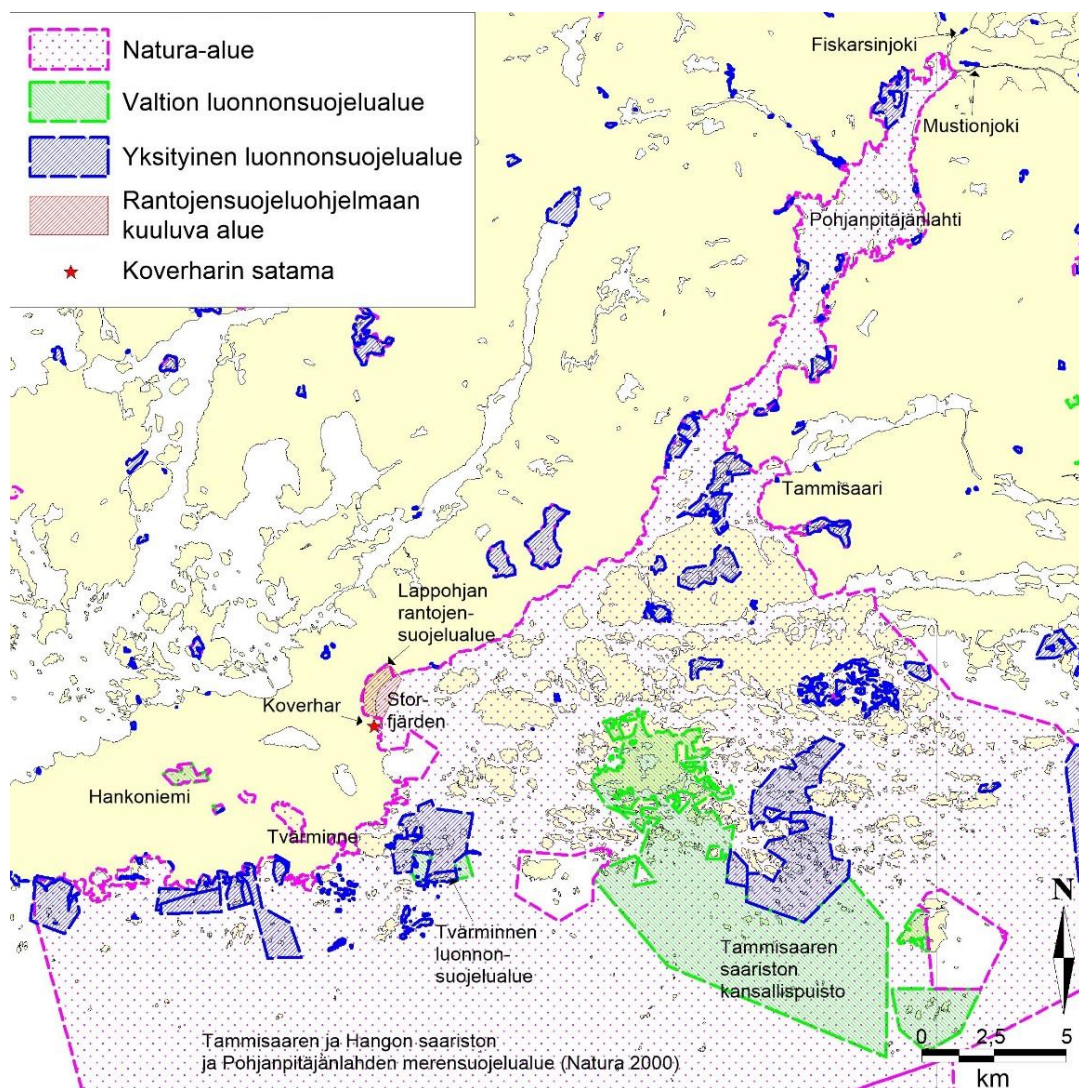 Natura-alue
Valtion luonnonsuojelualue
Yksityinen luonnonsuojelualue
Rantojensuojeluohjelmaan
kuuluva alue
Koverharin satama
Fiskarsinjoki
Mustionjoki
Pohjanpitäjänlahti
Tammisaari
Lappohjan
rantojen-
suojelualue
Koverhar
Stor-
fjärden
Hankoniemi
Tvärminne
Tvärminnen
luonnon-
suojelualue
Tammisaaren
saariston
kansallispuisto
Tammisaaren ja Hangon saariston
ja Pohjanpitäjänlahden merensuojelualue (Natura 2000)
N
0 2,5 5
km